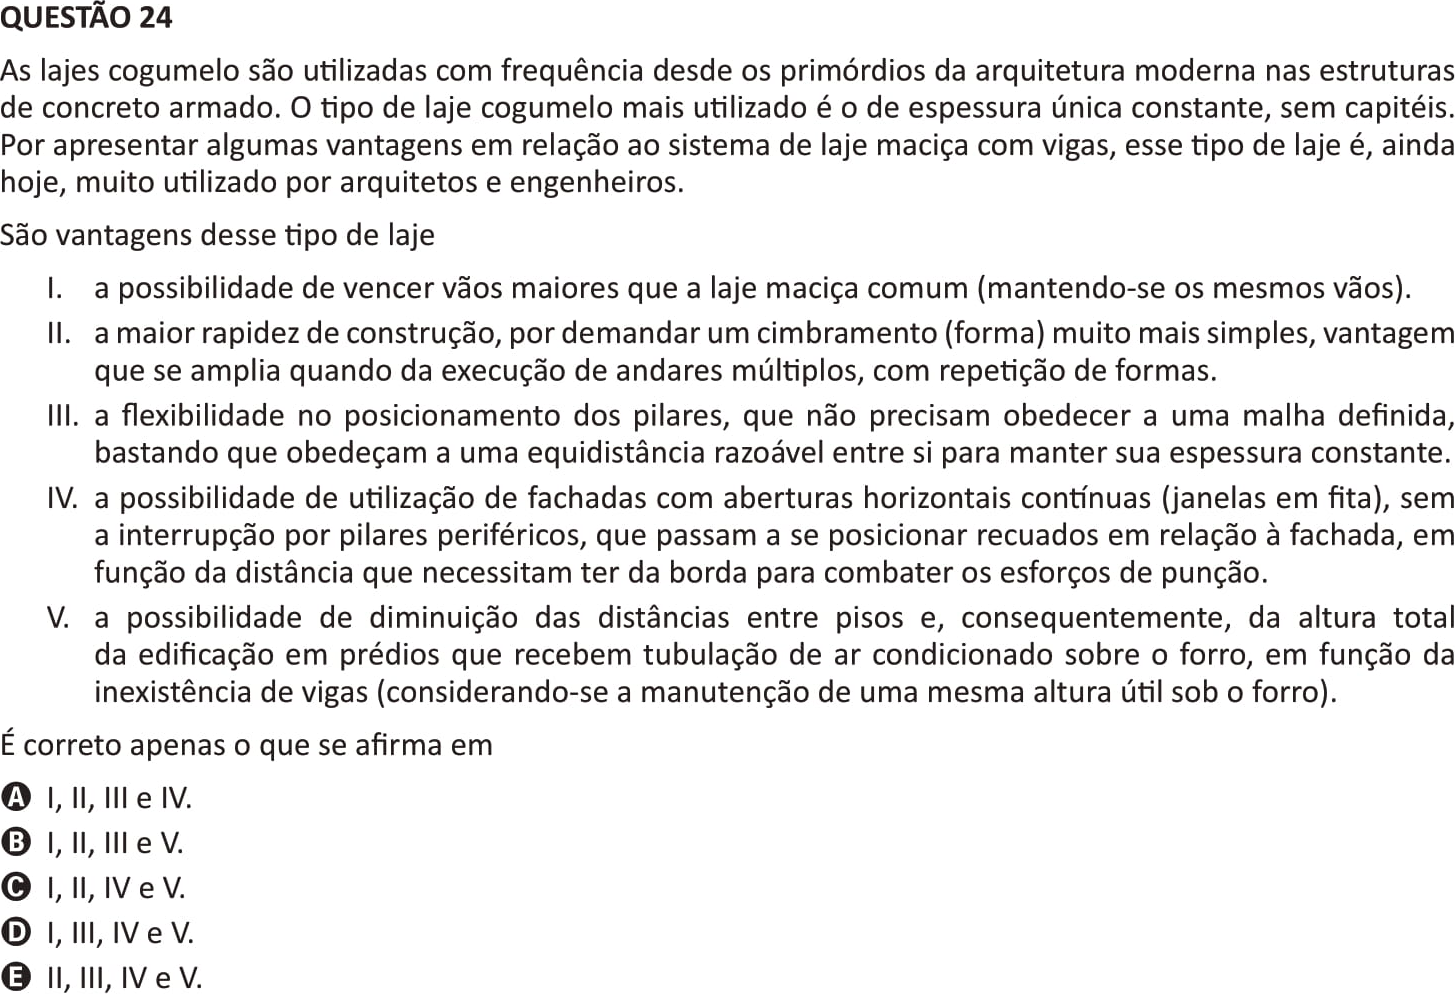 QUESTÃO 24
As lajes cogumelo são utilizadas com frequência desde os primórdios da arquitetura moderna nas estruturas
de concreto armado. O tipo de laje cogumelo mais utilizado é o de espessura única constante, sem capitéis.
Por apresentar algumas vantagens em relação ao sistema de laje maciça com vigas, esse tipo de laje é, ainda
hoje, muito utilizado por arquitetos e engenheiros.
São vantagens desse tipo de laje
I. a possibilidade de vencer vãos maiores que a laje maciça comum (mantendo-se os mesmos vãos).
II. a maior rapidez de construção, por demandar um cimbramento (forma) muito mais simples, vantagem
que se amplia quando da execução de andares múltiplos, com repetição de formas.
III. a flexibilidade no posicionamento dos pilares, que não precisam obedecer a uma malha definida,
bastando que obedeçam a uma equidistância razoável entre si para manter sua espessura constante.
IV. a possibilidade de utilização de fachadas com aberturas horizontais contínuas (janelas em fita), sem
a interrupção por pilares periféricos, que passam a se posicionar recuados em relação à fachada, em
função da distância que necessitam ter da borda para combater os esforços de punção.
V. a possibilidade de diminuição das distâncias entre pisos e, consequentemente, da altura total
da edificação em prédios que recebem tubulação de ar condicionado sobre o forro, em função da
inexistência de vigas (considerando-se a manutenção de uma mesma altura útil sob o forro).
É correto apenas o que se afirma em
A I, II, III e IV.
B I, II, III e V.
C I, II, IV e V.
D I, III, IV e V.
E II, III, IV e V.